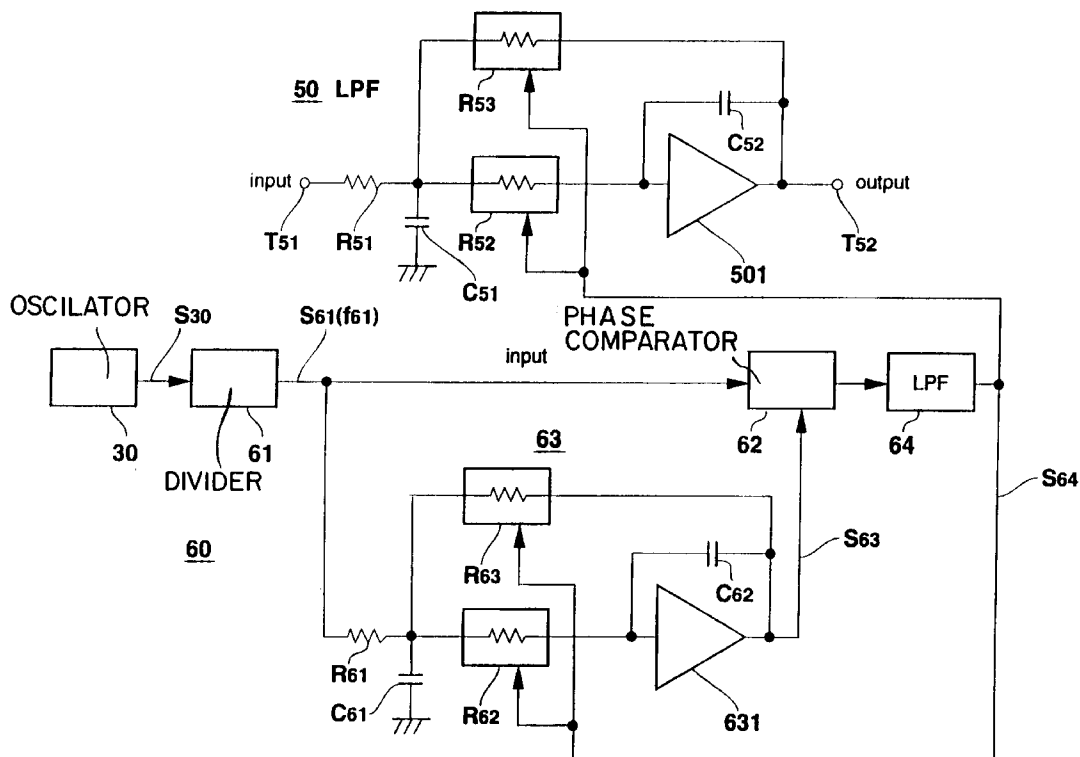 50 LPF
R53
C52
input
output
T51
R51
C51
R52
501
T52
OSCILATOR
S30
S61(f61)
input
PHASE
COMPARATOR
LPF
30
61
DIVIDER
62
64
63
S64
60
R63
C62
S63
R61
C61
R62
631